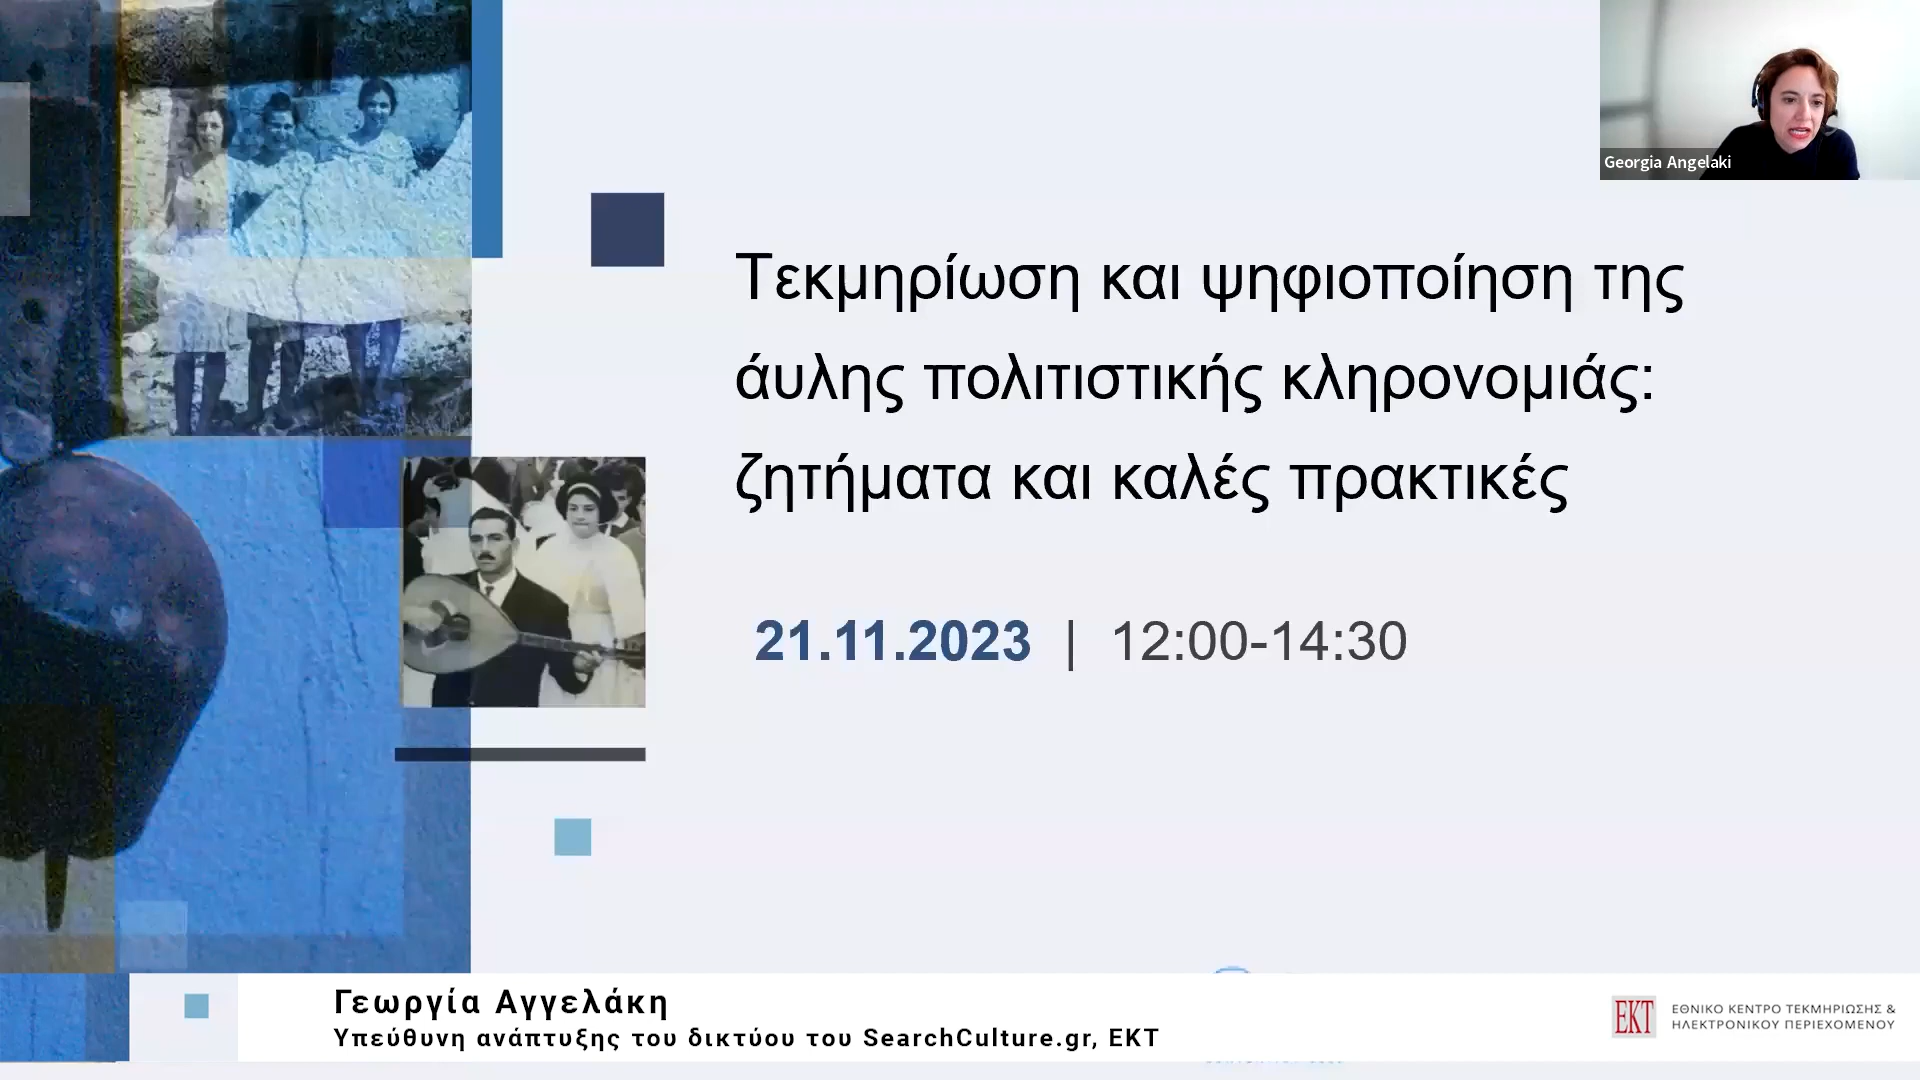 Georgia Angelaki
Τεκμηρίωση και ψηφιοποίηση της
άυλης πολιτιστικής κληρονομιάς:
ζητήματα και καλές πρακτικές
21.11.2023 | 12:00-14:30
Γεωργία Αγγελάκη
Υπεύθυνη ανάπτυξης του δικτύου του SearchCulture.gr, ΕΚΤ
ΕΚΤ
ΕΘΝΙΚΟ ΚΕΝΤΡΟ ΤΕΚΜΗΡΙΩΣΗΣ &
ΗΛΕΚΤΡΟΝΙΚΟΥ ΠΕΡΙΕΧΟΜΕΝΟΥ